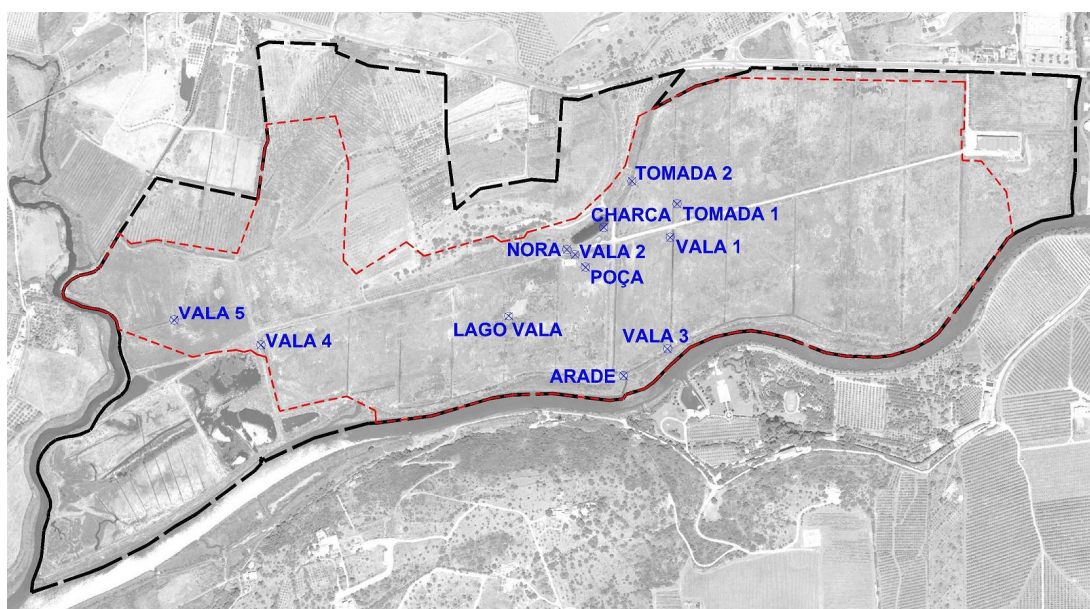 TOMADA 2
CHARCA
TOMADA 1
NORA
VALA 2
VALA 1
POÇA
VALA 5
LAGO VALA
VALA 4
VALA 3
ARADE